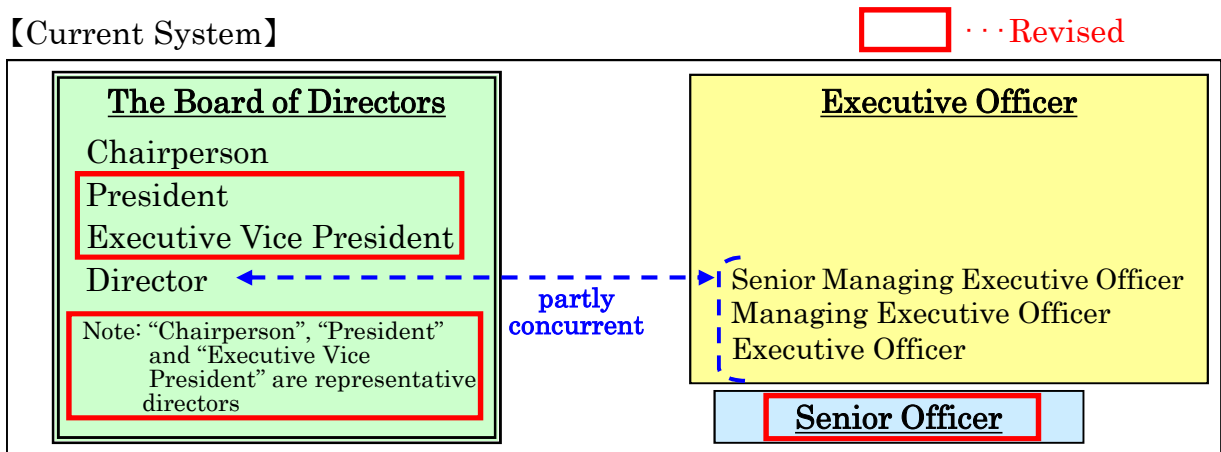 【Current System】
···Revised
The Board of Directors
Chairperson
President
Executive Vice President
Director
Note: “Chairperson”, “President”
and “Executive Vice
President” are representative
directors
partly
concurrent
Executive Officer
Senior Managing Executive Officer
Managing Executive Officer
Executive Officer
Senior Officer